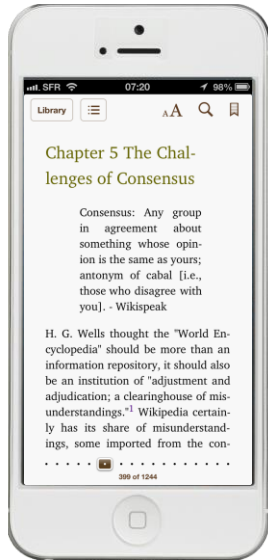 SFR 07:20 98%
Library AA
Chapter 5 The Chal-
lenges of Consensus
Consensus: Any group
in agreement about
something whose opin-
ion is the same as yours;
antonym of cabal [i.e.,
those who disagree with
you]. - Wikispeak
H. G. Wells thought the "World En-
cyclopedia" should be more than an
information repository, it should also
be an institution of "adjustment and
adjudication; a clearinghouse of mis-
understandings."1 Wikipedia certain-
ly has its share of misunderstand-
ings, some imported from the con-
399 of 1244